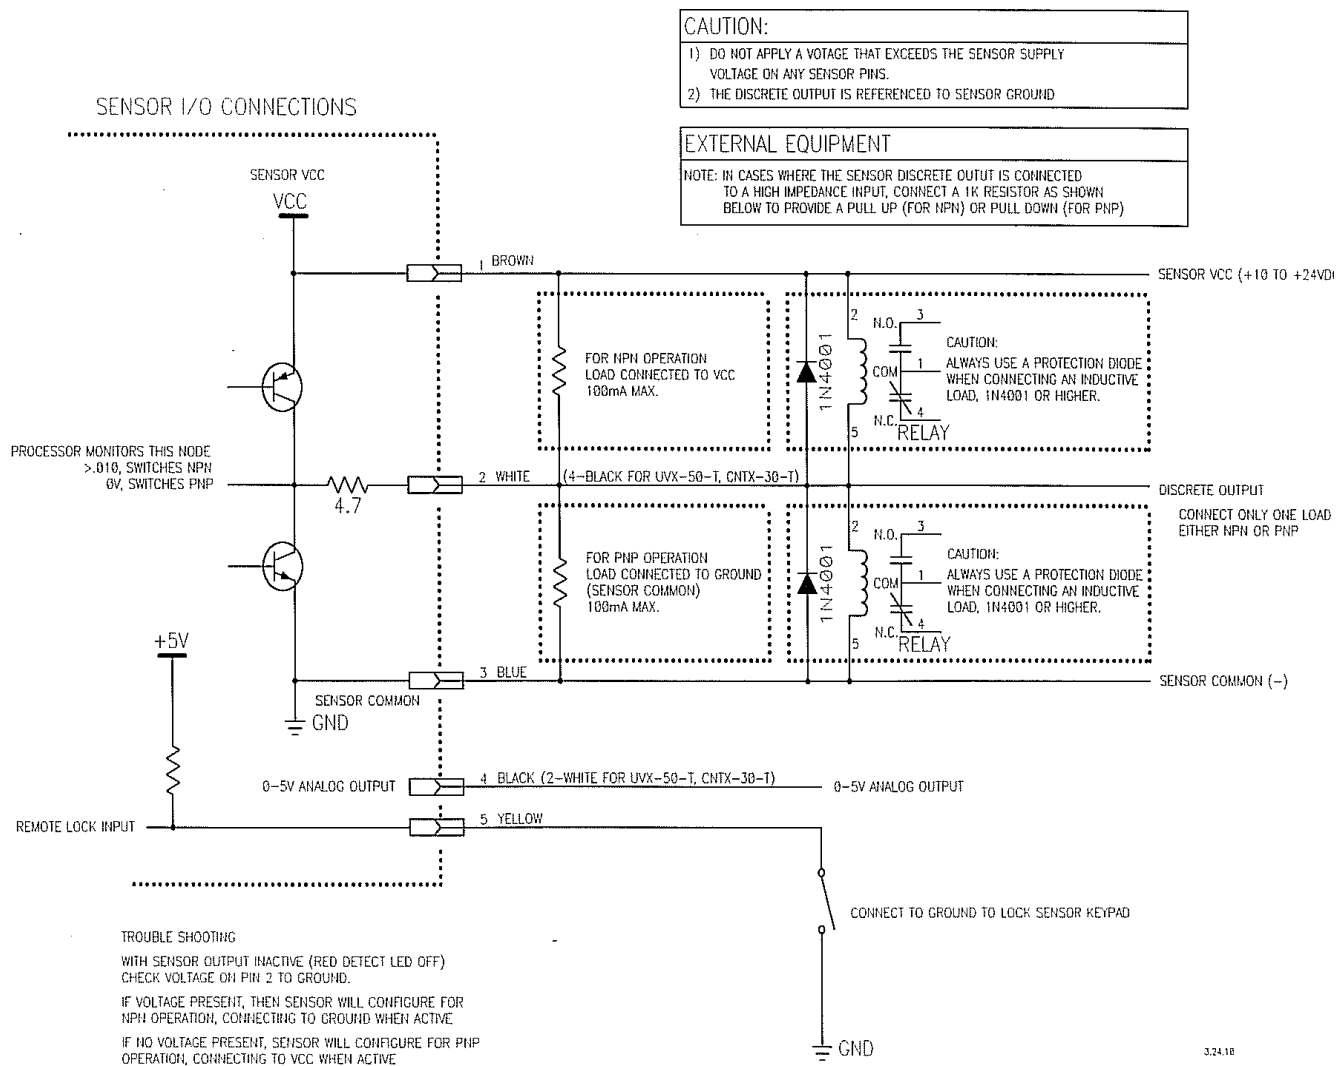 CAUTION:
1) DO NOT APPLY A VOTAGE THAT EXCEEDS THE SENSOR SUPPLY
VOLTAGE ON ANY SENSOR PINS.
2) THE DISCRETE OUTPUT IS REFERENCED TO SENSOR GROUND
EXTERNAL EQUIPMENT
NOTE: IN CASES WHERE THE SENSOR DISCRETE OUTUT IS CONNECTED
TO A HIGH IMPEDANCE INPUT, CONNECT A 1K RESISTOR AS SHOWN
BELOW TO PROVIDE A PULL UP (FOR NPN) OR PULL DOWN (FOR PNP)
SENSOR I/O CONNECTIONS
SENSOR VCC
VCC
1 BROWN
SENSOR VCC (+10 TO +24VD
FOR NPN OPERATION
LOAD CONNECTED TO VCC
100mA MAX.
1N4001
2
5
N.O. 3
COM 1
N.C. 4
RELAY
CAUTION:
ALWAYS USE A PROTECTION DIODE
WHEN CONNECTING AN INDUCTIVE
LOAD, 1N4001 OR HIGHER.
PROCESSOR MONITORS THIS NODE
>.010, SWITCHES NPN
0V, SWITCHES PNP
4.7
2 WHITE (4-BLACK FOR UVX-50-T, CNTX-30-T)
DISCRETE OUTPUT
CONNECT ONLY ONE LOAD
EITHER NPN OR PNP
FOR PNP OPERATION
LOAD CONNECTED TO GROUND
(SENSOR COMMON)
100mA MAX.
1N4001
2
5
N.O. 3
COM 1
N.C. 4
RELAY
CAUTION:
ALWAYS USE A PROTECTION DIODE
WHEN CONNECTING AN INDUCTIVE
LOAD, 1N4001 OR HIGHER.
+5V
3 BLUE
SENSOR COMMON (-)
SENSOR COMMON
GND
0-5V ANALOG OUTPUT
4 BLACK (2-WHITE FOR UVX-50-T, CNTX-30-T)
0-5V ANALOG OUTPUT
REMOTE LOCK INPUT
5 YELLOW
CONNECT TO GROUND TO LOCK SENSOR KEYPAD
GND
TROUBLE SHOOTING
WITH SENSOR OUTPUT INACTIVE (RED DETECT LED OFF)
CHECK VOLTAGE ON PIN 2 TO GROUND.
IF VOLTAGE PRESENT, THEN SENSOR WILL CONFIGURE FOR
NPN OPERATION, CONNECTING TO GROUND WHEN ACTIVE
IF NO VOLTAGE PRESENT, SENSOR WILL CONFIGURE FOR PNP
OPERATION, CONNECTING TO VCC WHEN ACTIVE
3.24.10